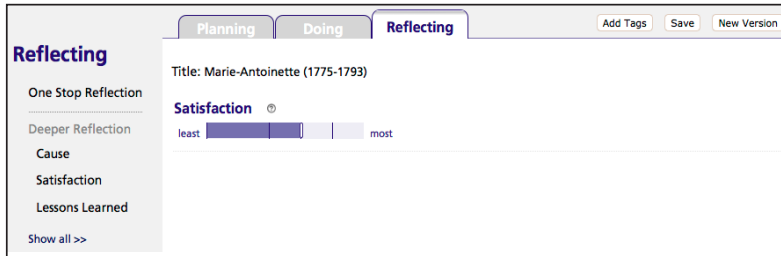 Planning Doing Reflecting Add Tags Save New Version
Reflecting
One Stop Reflection
Deeper Reflection
Cause
Satisfaction
Lessons Learned
Show all >>
Title: Marie-Antoinette (1775-1793)
Satisfaction ?
least most